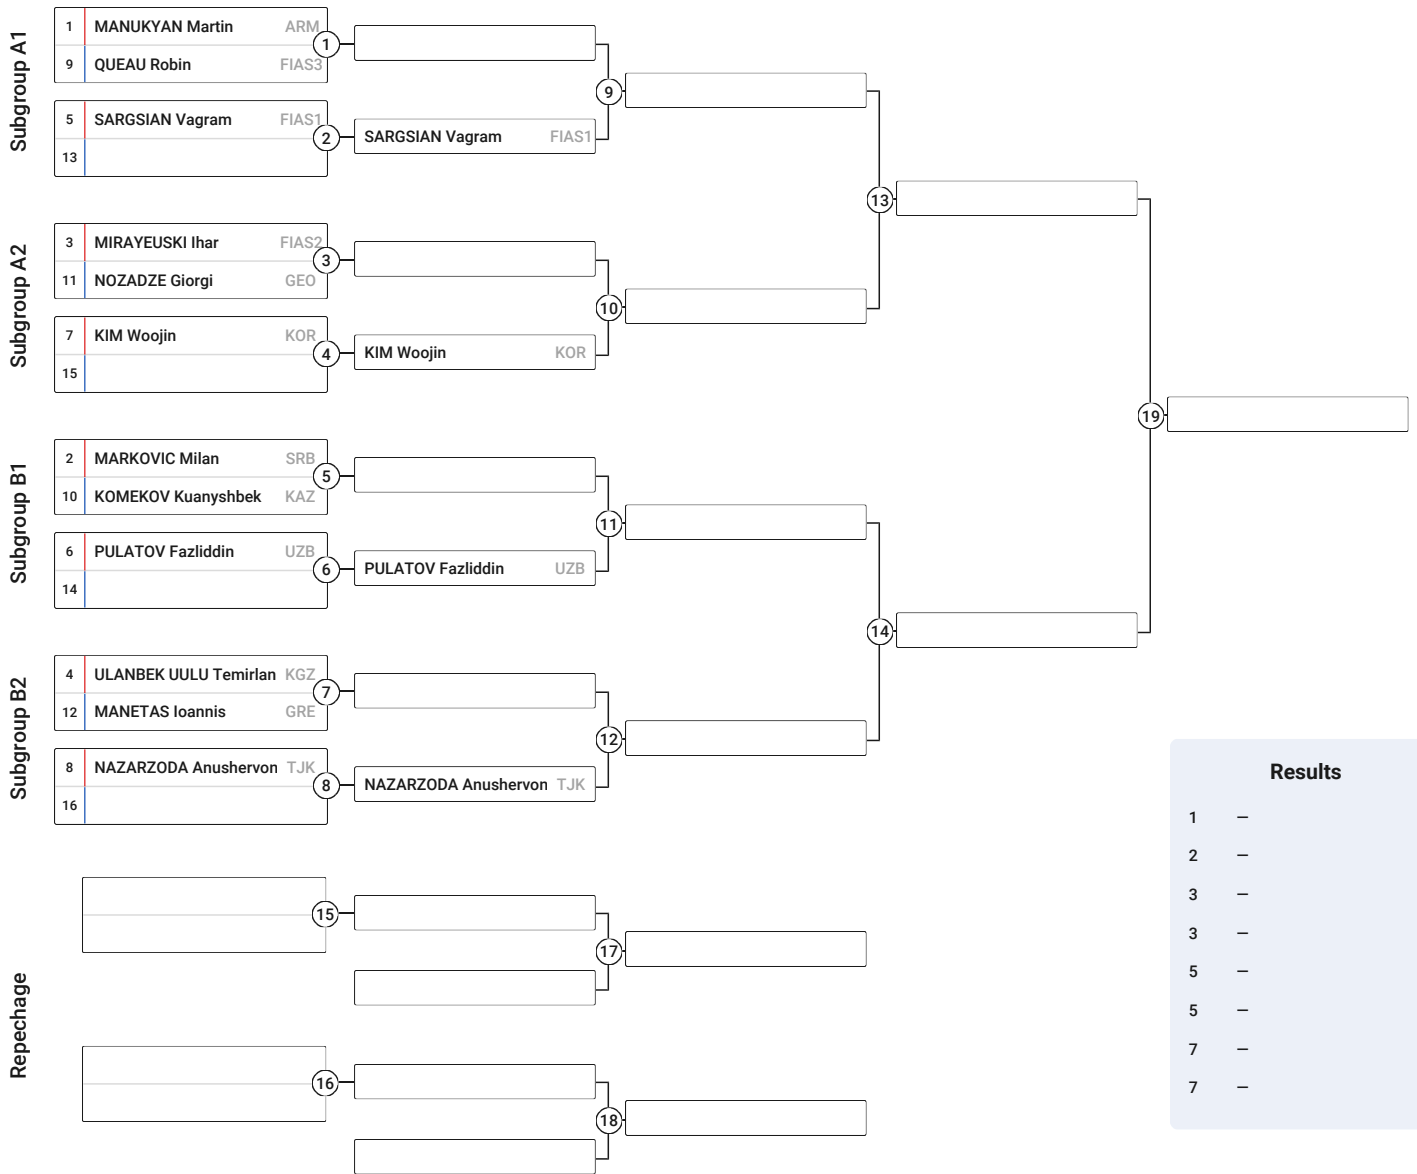 Subgroup A1
1 MANUKYAN Martin ARM
9 QUEAU Robin FIAS3
1
5 SARGSIAN Vagram FIAS1
13
2
SARGSIAN Vagram FIAS1
9
Subgroup A2
3 MIRAYEUSKI Ihar FIAS2
11 NOZADZE Giorgi GEO
3
7 KIM Woojin KOR
15
4
KIM Woojin KOR
10
13
Subgroup B1
2 MARKOVIC Milan SRB
10 KOMEKOV Kuanyshbek KAZ
5
6 PULATOV Fazliddin UZB
14
6
PULATOV Fazliddin UZB
11
Subgroup B2
4 ULANBEK UULU Temirlan KGZ
12 MANETAS Ioannis GRE
7
8 NAZARZODA Anushervon TJK
16
8
NAZARZODA Anushervon TJK
12
14
19
Repechage
15
17
16
18
Results
1 –
2 –
3 –
3 –
5 –
5 –
7 –
7 –